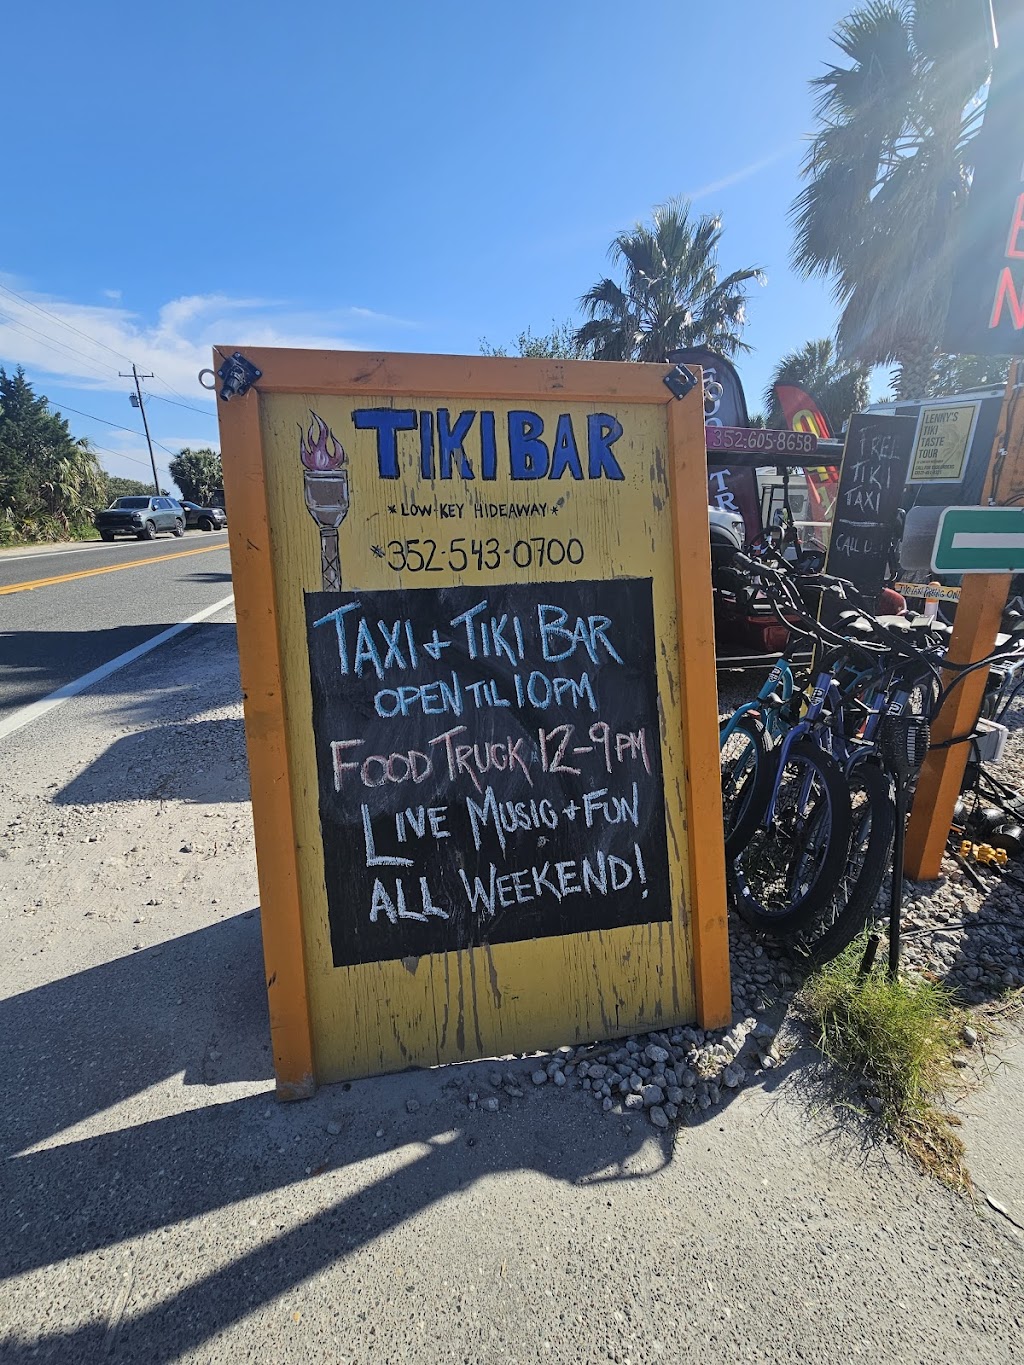 TIKI BAR
*LOW-KEY HIDEAWAY*
*352-543-0700
TAXI + TIKI BAR
OPEN TIL 10PM
FOOD TRUCK 12-9PM
LIVE MUSIC + FUN
ALL WEEKEND!
352-605-8658
FREE
TIKI
TAXI
CALL
LENNY'S
TIKI
TASTE
TOUR